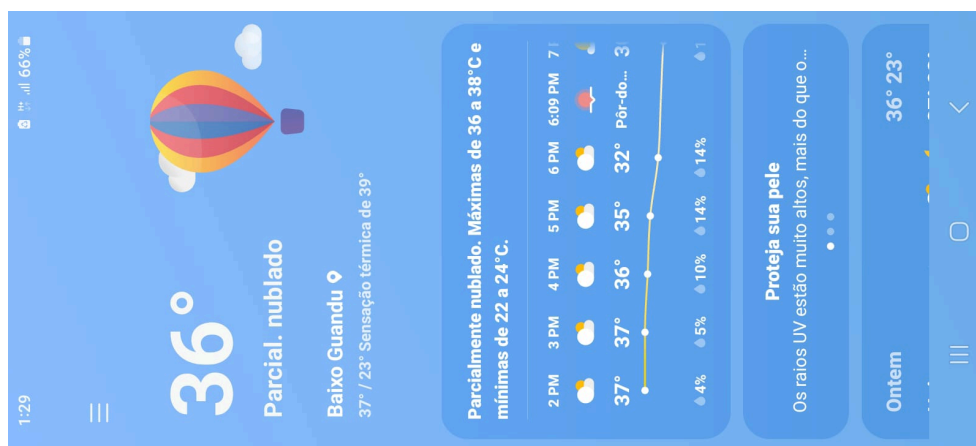 1:29
66%
36°
Parcial. nublado
Baixo Guandu
37° / 23° Sensação térmica de 39°
Parcialmente nublado. Máximas de 36 a 38°C e
mínimas de 22 a 24°C.
2 PM 3 PM 4 PM 5 PM 6 PM 6:09 PM 7
37° 37° 36° 35° 32° Pôr-do... 3
4% 5% 10% 14% 14% 1
Proteja sua pele
Os raios UV estão muito altos, mais do que o...
Ontem 36° 23°